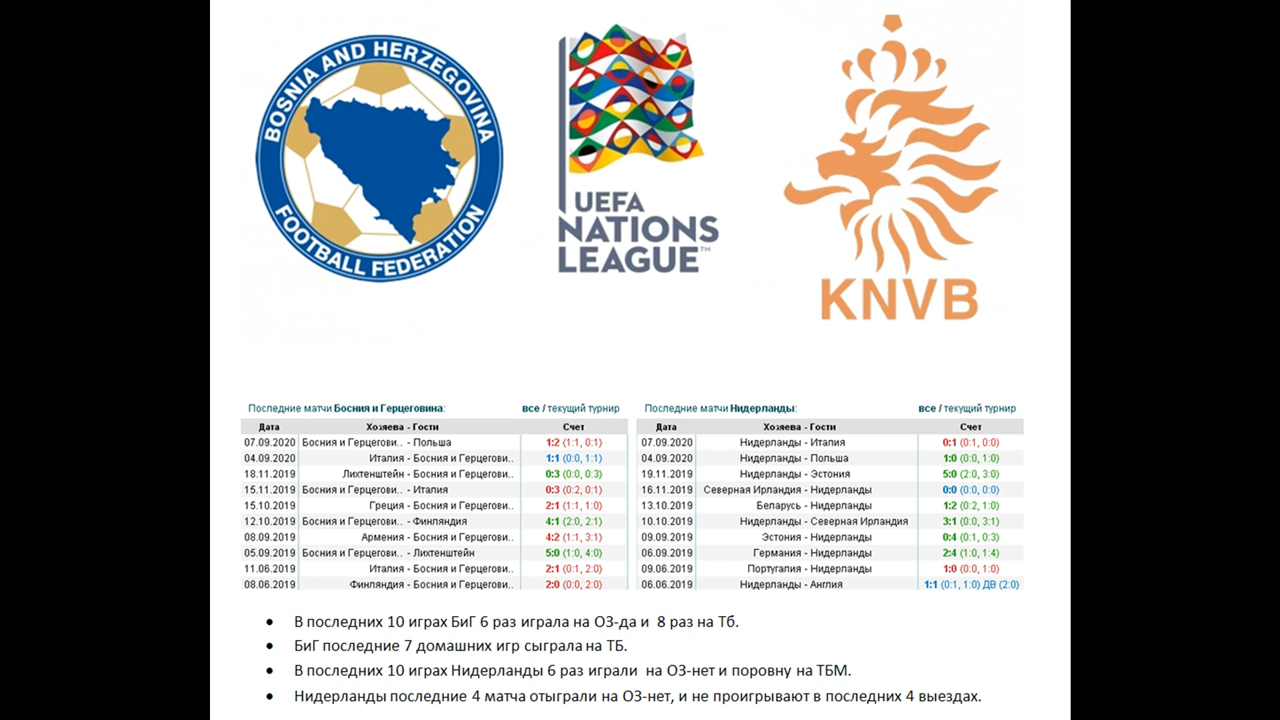 BOSNIA AND HERZEGOVINA
FOOTBALL FEDERATION
UEFA
NATIONS
LEAGUE™
KNVB
Последние матчи Босния и Герцеговина: все / текущий турнир
Дата Хозяева - Гости Счет
07.09.2020 Босния и Герцегови.. - Польша 1:2 (1:1, 0:1)
04.09.2020 Италия - Босния и Герцегови.. 1:1 (0:0, 1:1)
18.11.2019 Лихтенштейн - Босния и Герцегови.. 0:3 (0:0, 0:3)
15.11.2019 Босния и Герцегови.. - Италия 0:3 (0:2, 0:1)
15.10.2019 Греция - Босния и Герцегови.. 2:1 (1:1, 1:0)
12.10.2019 Босния и Герцегови.. - Финляндия 4:1 (2:0, 2:1)
08.09.2019 Армения - Босния и Герцегови.. 4:2 (1:1, 3:1)
05.09.2019 Босния и Герцегови.. - Лихтенштейн 5:0 (1:0, 4:0)
11.06.2019 Италия - Босния и Герцегови.. 2:1 (0:1, 2:0)
08.06.2019 Финляндия - Босния и Герцегови.. 2:0 (0:0, 2:0)
Последние матчи Нидерланды: все / текущий турнир
Дата Хозяева - Гости Счет
07.09.2020 Нидерланды - Италия 0:1 (0:1, 0:0)
04.09.2020 Нидерланды - Польша 1:0 (0:0, 1:0)
19.11.2019 Нидерланды - Эстония 5:0 (2:0, 3:0)
16.11.2019 Северная Ирландия - Нидерланды 0:0 (0:0, 0:0)
13.10.2019 Беларусь - Нидерланды 1:2 (0:2, 1:0)
10.10.2019 Нидерланды - Северная Ирландия 3:1 (0:0, 3:1)
09.09.2019 Эстония - Нидерланды 0:4 (0:1, 0:3)
06.09.2019 Германия - Нидерланды 2:4 (1:0, 1:4)
09.06.2019 Португалия - Нидерланды 1:0 (0:0, 1:0)
06.06.2019 Нидерланды - Англия 1:1 (0:1, 1:0) ДВ (2:0)
• В последних 10 играх БиГ 6 раз играла на ОЗ-да и 8 раз на Тб.
• БиГ последние 7 домашних игр сыграла на ТБ.
• В последних 10 играх Нидерланды 6 раз играли на ОЗ-нет и поровну на ТБМ.
• Нидерланды последние 4 матча отыграли на ОЗ-нет, и не проигрывают в последних 4 выездах.